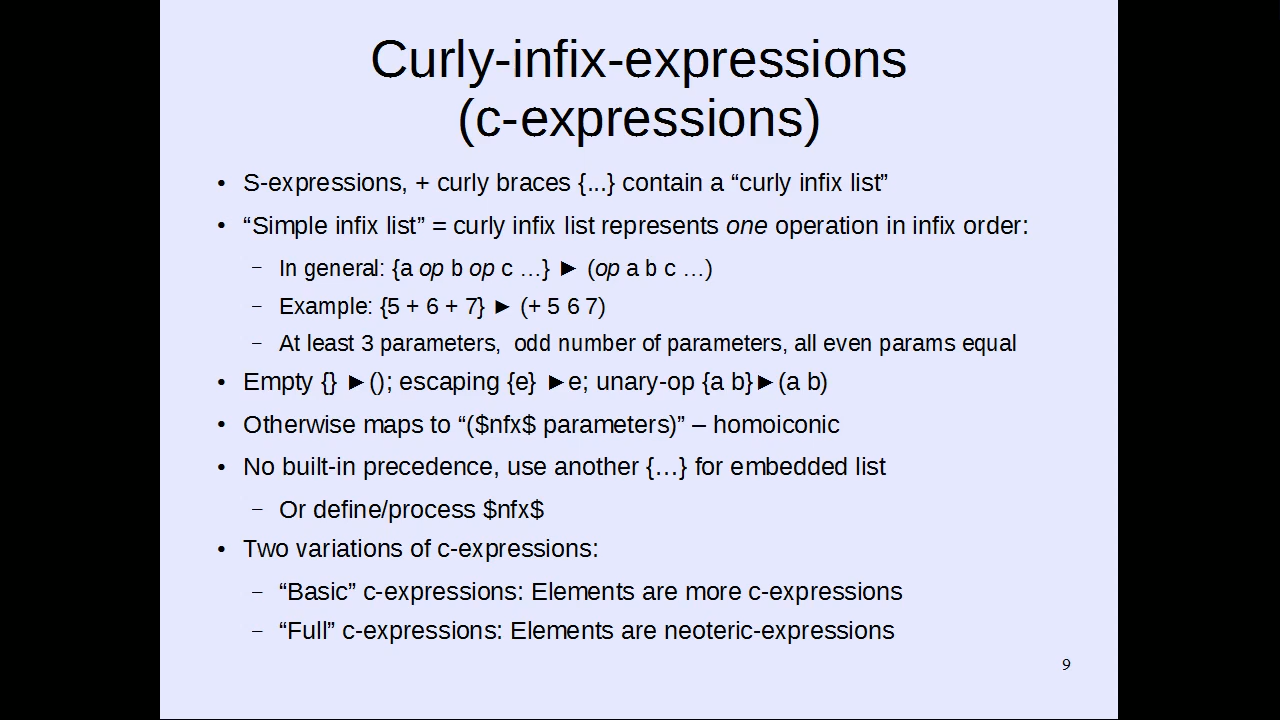 Curly-infix-expressions
(c-expressions)
• S-expressions, + curly braces {...} contain a “curly infix list”
• “Simple infix list” = curly infix list represents one operation in infix order:
– In general: {a op b op c …} ► (op a b c …)
– Example: {5 + 6 + 7} ► (+ 5 6 7)
– At least 3 parameters,  odd number of parameters, all even params equal
• Empty {} ►(); escaping {e} ►e; unary-op {a b}►(a b)
• Otherwise maps to “($nfx$ parameters)” – homoiconic
• No built-in precedence, use another {…} for embedded list
– Or define/process $nfx$
• Two variations of c-expressions:
– “Basic” c-expressions: Elements are more c-expressions
– “Full” c-expressions: Elements are neoteric-expressions
9